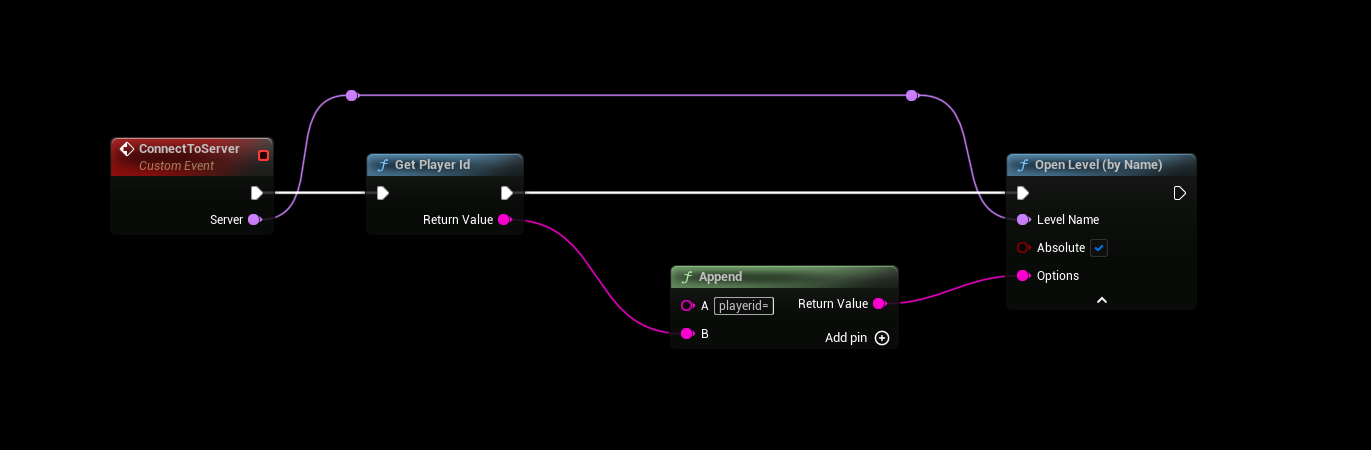 ConnectToServer
Custom Event
Server
f Get Player Id
Return Value
f Append
A playerid= Return Value
B
Add pin
f Open Level (by Name)
Level Name
Absolute
Options